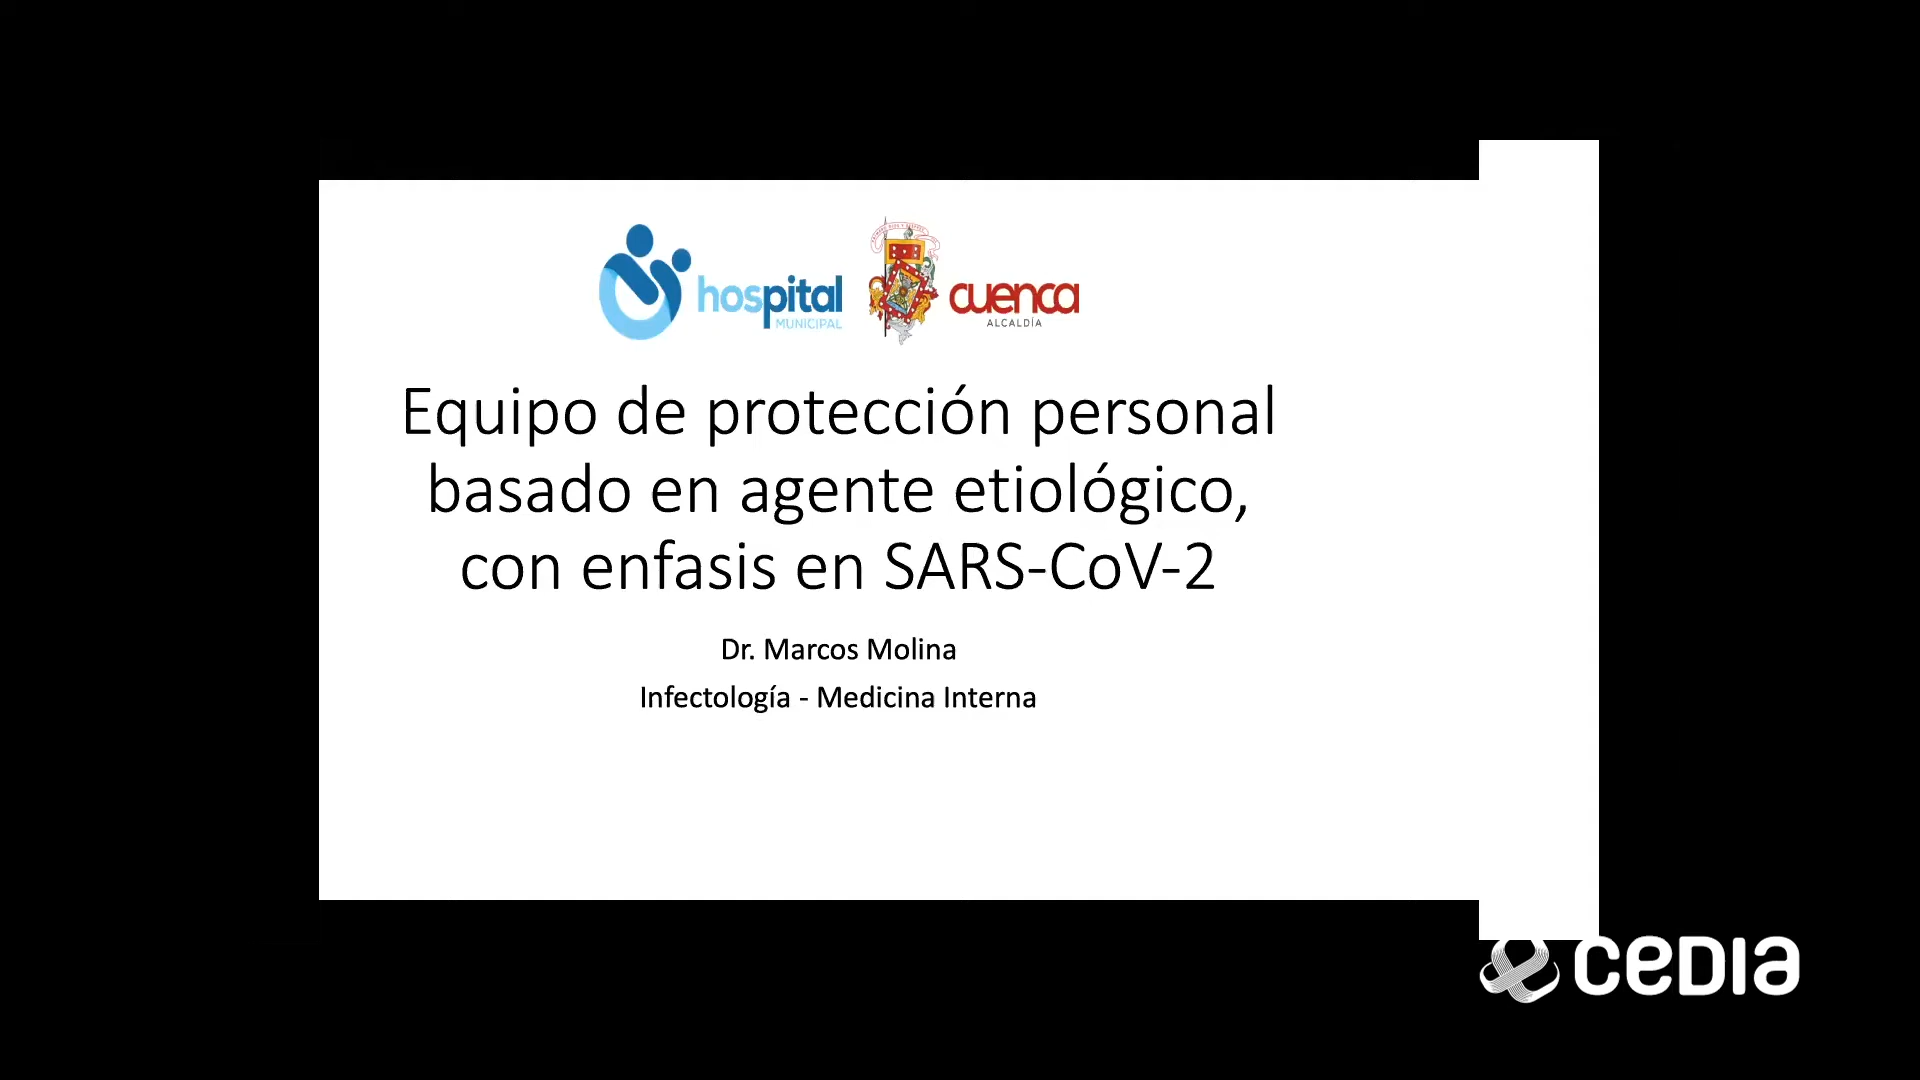 hospital
MUNICIPAL
cuenca
ALCALDÍA
Equipo de protección personal
basado en agente etiológico,
con enfasis en SARS-CoV-2
Dr. Marcos Molina
Infectología - Medicina Interna
CEDIA